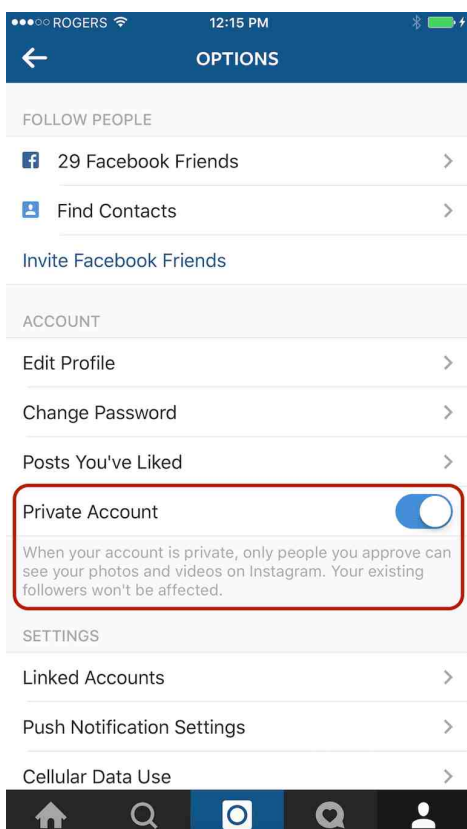 ROGERS 12:15 PM
OPTIONS
FOLLOW PEOPLE
29 Facebook Friends
Find Contacts
Invite Facebook Friends
ACCOUNT
Edit Profile
Change Password
Posts You've Liked
Private Account
When your account is private, only people you approve can
see your photos and videos on Instagram. Your existing
followers won't be affected.
SETTINGS
Linked Accounts
Push Notification Settings
Cellular Data Use